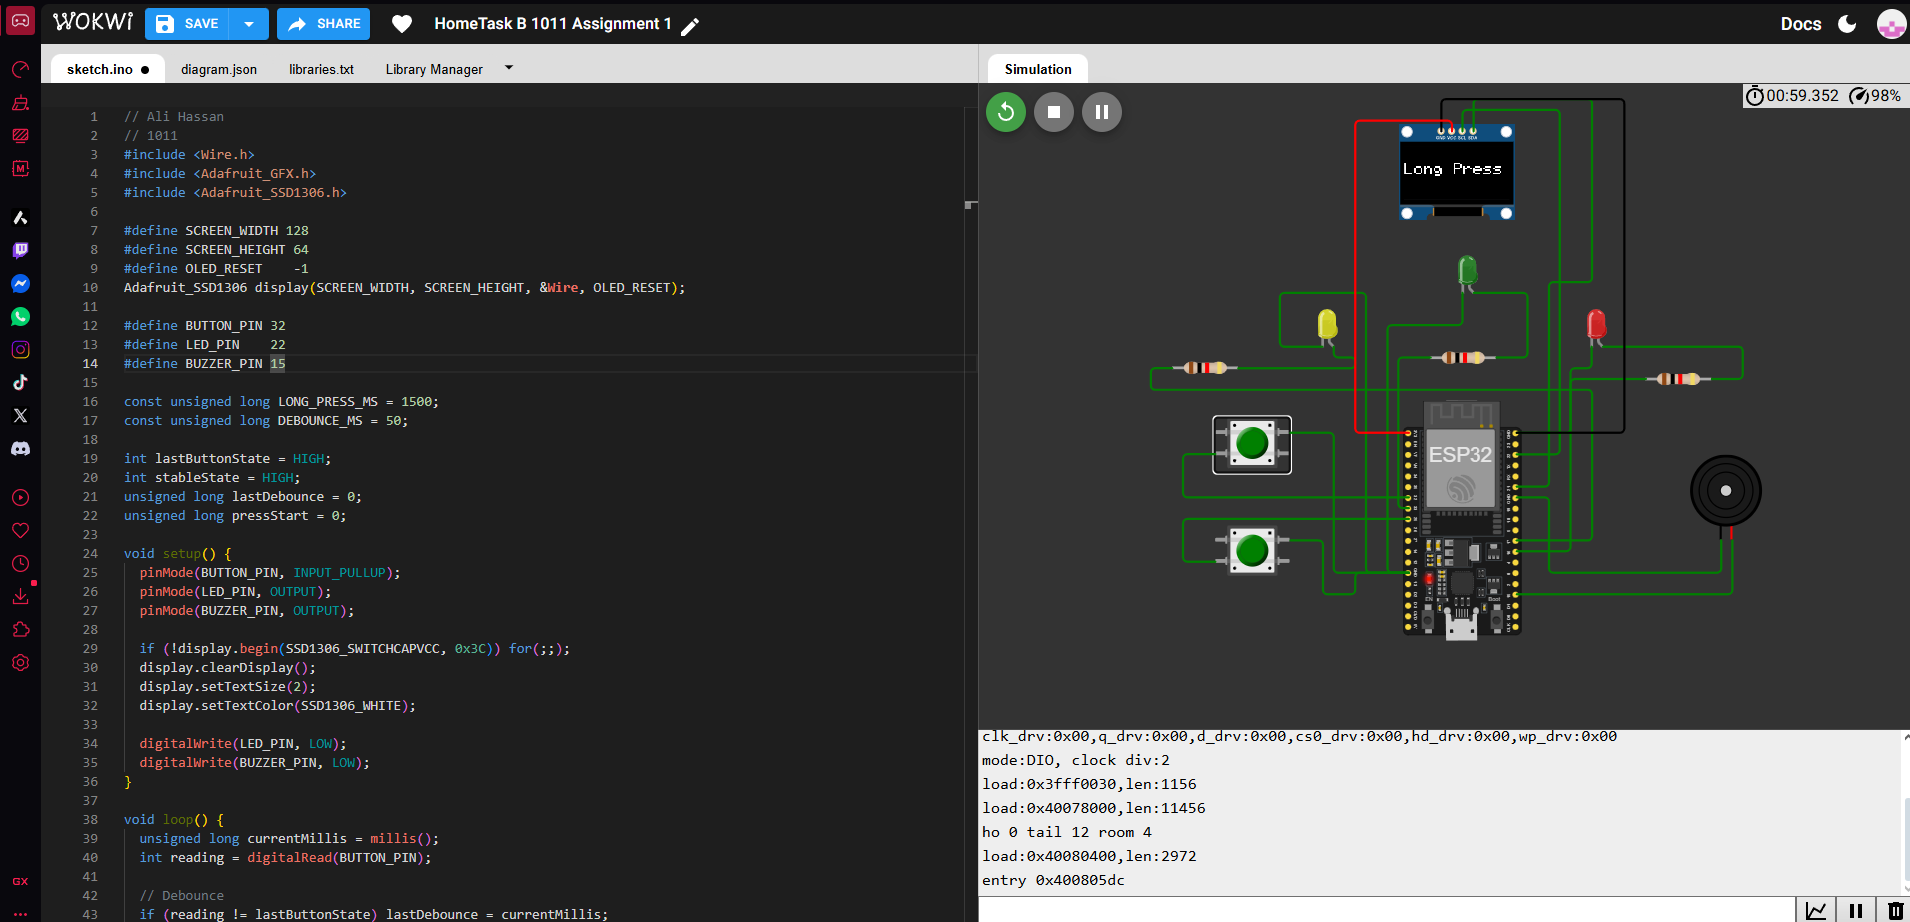 WOKWI SAVE SHARE HomeTask B 1011 Assignment 1 Docs
sketch.ino ● diagram.json libraries.txt Library Manager
Simulation
1 // Ali Hassan
2 // 1011
3 #include <Wire.h>
4 #include <Adafruit_GFX.h>
5 #include <Adafruit_SSD1306.h>
6
7 #define SCREEN_WIDTH 128
8 #define SCREEN_HEIGHT 64
9 #define OLED_RESET    -1
10 Adafruit_SSD1306 display(SCREEN_WIDTH, SCREEN_HEIGHT, &Wire, OLED_RESET);
11
12 #define BUTTON_PIN 32
13 #define LED_PIN    22
14 #define BUZZER_PIN 15
15
16 const unsigned long LONG_PRESS_MS = 1500;
17 const unsigned long DEBOUNCE_MS = 50;
18
19 int lastButtonState = HIGH;
20 int stableState = HIGH;
21 unsigned long lastDebounce = 0;
22 unsigned long pressStart = 0;
23
24 void setup() {
25   pinMode(BUTTON_PIN, INPUT_PULLUP);
26   pinMode(LED_PIN, OUTPUT);
27   pinMode(BUZZER_PIN, OUTPUT);
28
29   if (!display.begin(SSD1306_SWITCHCAPVCC, 0x3C)) for(;;);
30   display.clearDisplay();
31   display.setTextSize(2);
32   display.setTextColor(SSD1306_WHITE);
33
34   digitalWrite(LED_PIN, LOW);
35   digitalWrite(BUZZER_PIN, LOW);
36 }
37
38 void loop() {
39   unsigned long currentMillis = millis();
40   int reading = digitalRead(BUTTON_PIN);
41
42   // Debounce
43   if (reading != lastButtonState) lastDebounce = currentMillis;
GX
00:59.352 98%
GND VCC SCL SDA
Long Press
ESP32
clk_drv:0x00,q_drv:0x00,d_drv:0x00,cs0_drv:0x00,hd_drv:0x00,wp_drv:0x00
mode:DIO, clock div:2
load:0x3fff0030,len:1156
load:0x40078000,len:11456
ho 0 tail 12 room 4
load:0x40080400,len:2972
entry 0x400805dc